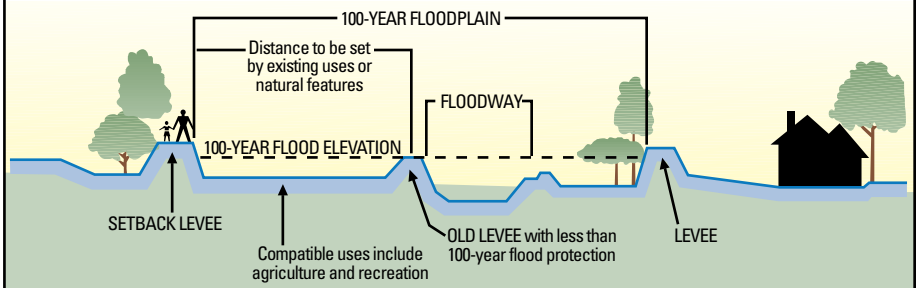 100-YEAR FLOODPLAIN
Distance to be set
by existing uses or
natural features
FLOODWAY
100-YEAR FLOOD ELEVATION
SETBACK LEVEE
Compatible uses include
agriculture and recreation
OLD LEVEE with less than
100-year flood protection
LEVEE